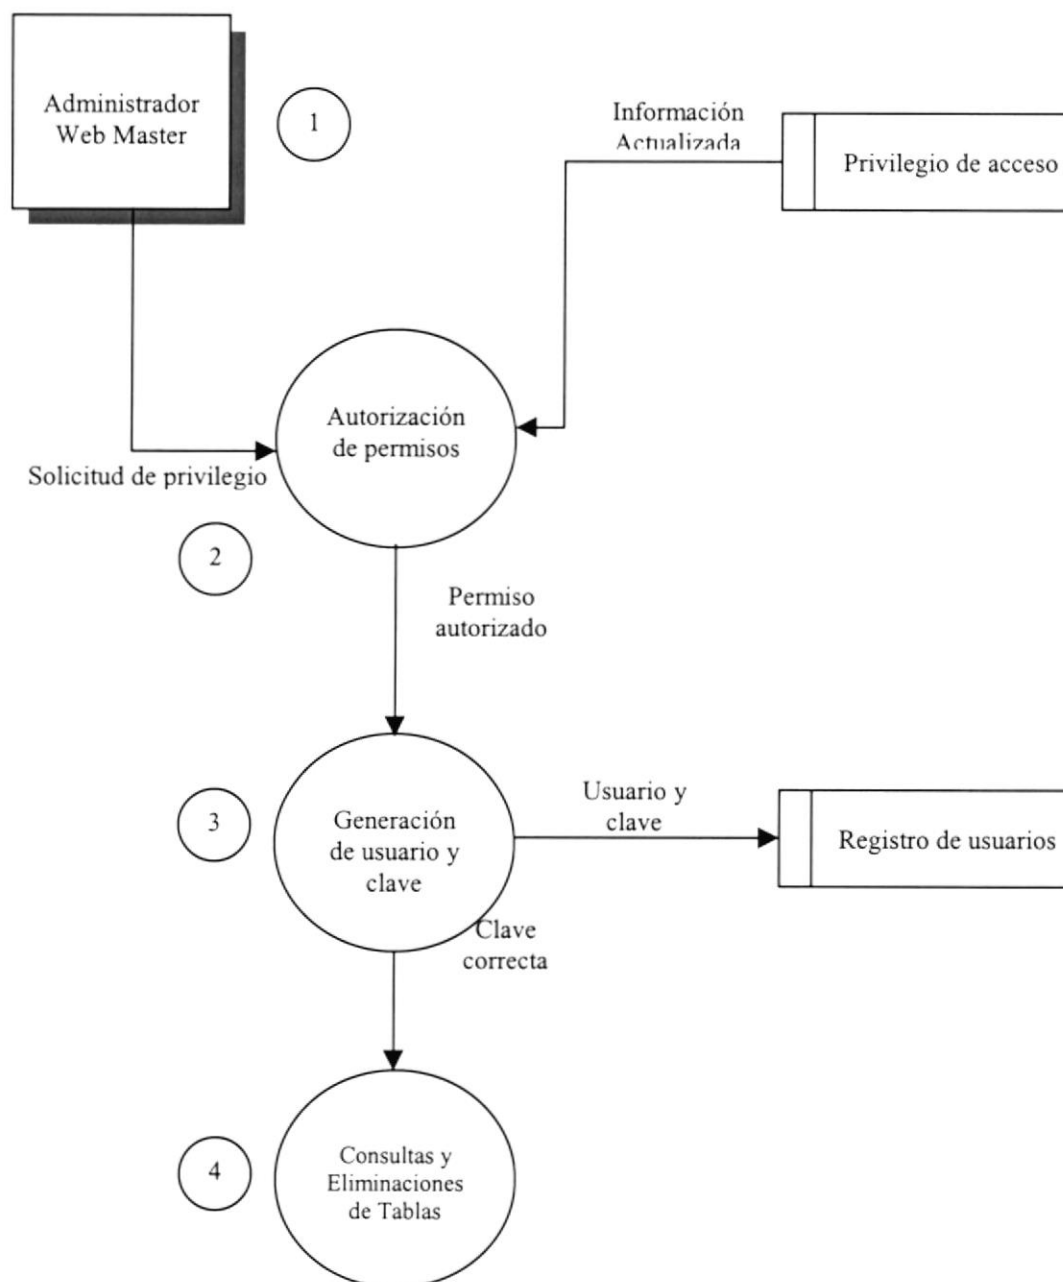 Administrador
Web Master
1
Información
Actualizada
Privilegio de acceso
Autorización
de permisos
Solicitud de privilegio
2
Permiso
autorizado
3
Generación
de usuario y
clave
Usuario y
clave
Registro de usuarios
Clave
correcta
4
Consultas y
Eliminaciones
de Tablas